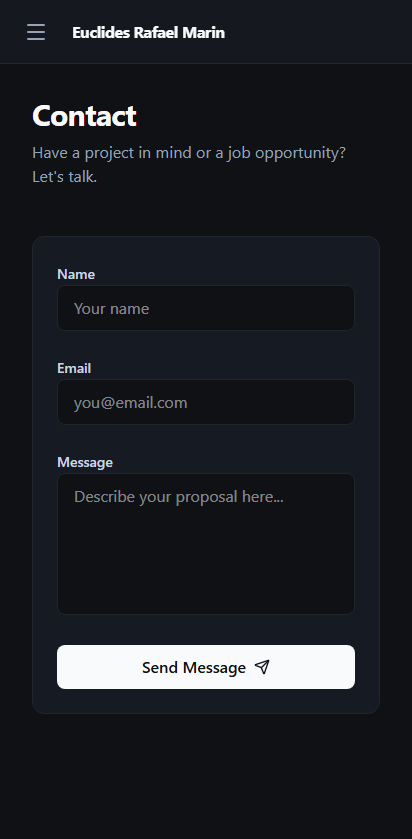 Euclides Rafael Marin
Contact
Have a project in mind or a job opportunity?
Let's talk.
Name
Your name
Email
you@email.com
Message
Describe your proposal here...
Send Message